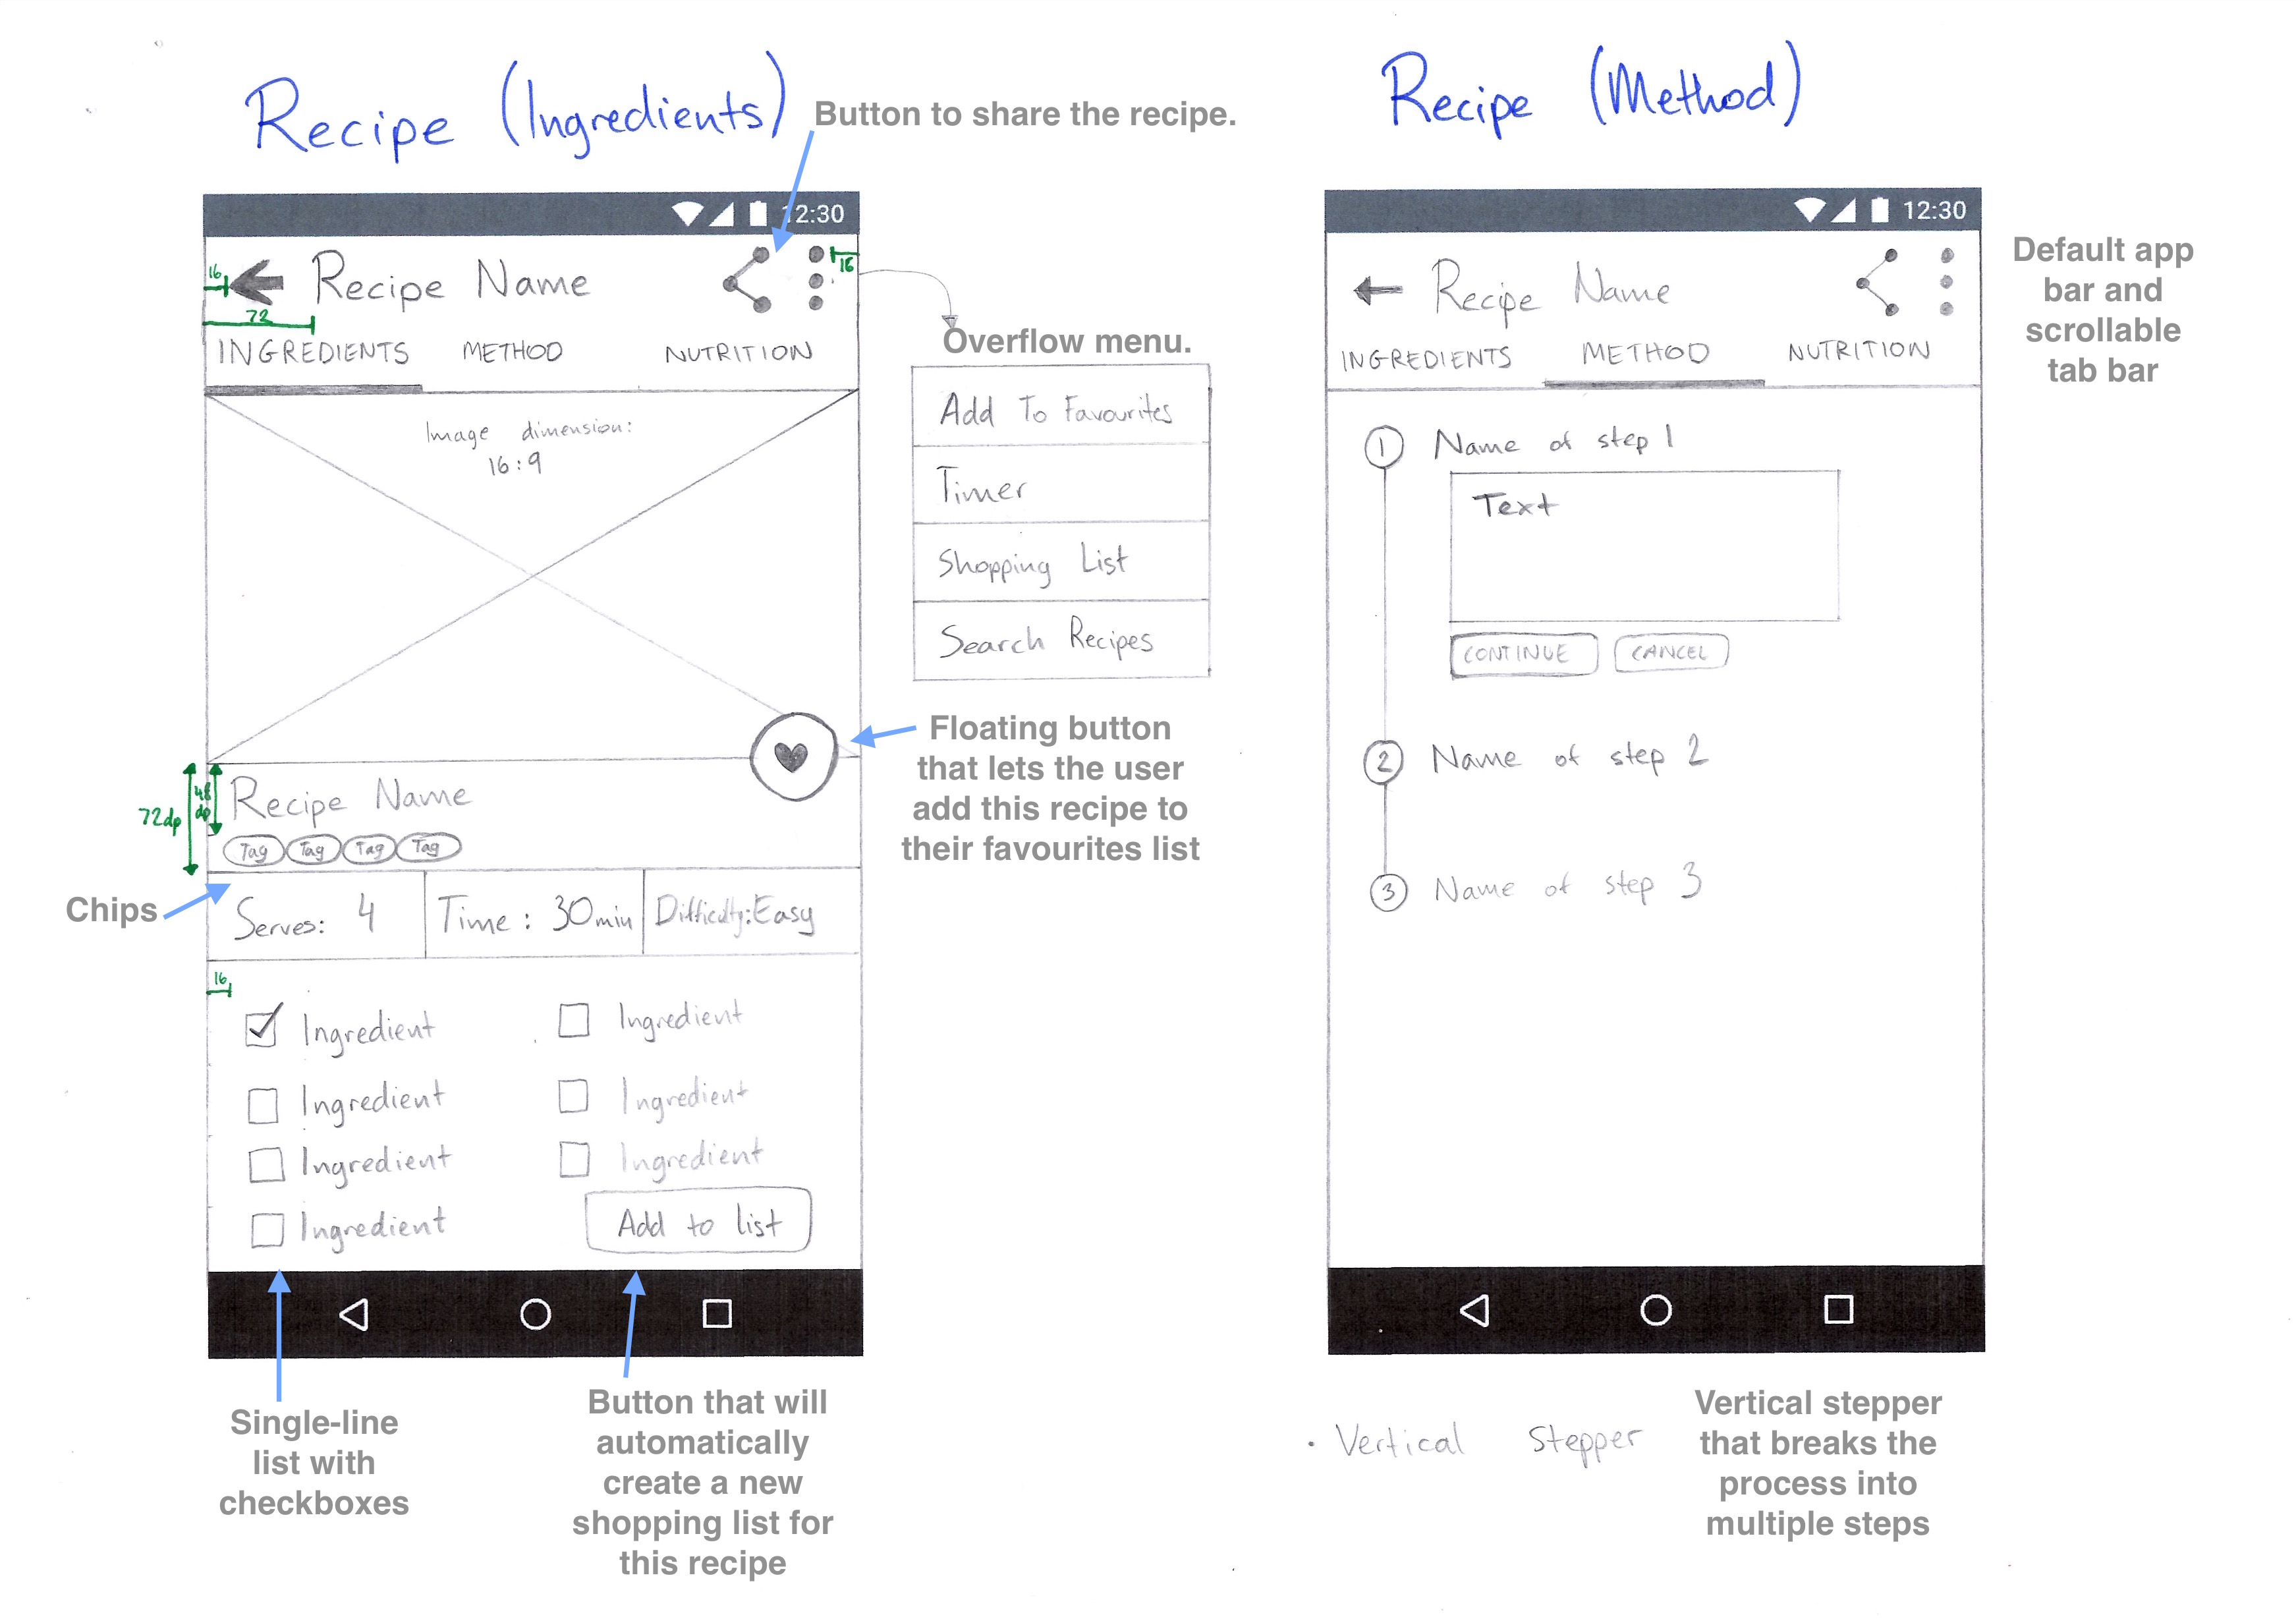 Recipe (Ingredients)
Button to share the recipe.
12:30
16
Recipe Name
16
72
INGREDIENTS METHOD NUTRITION
Image dimension:
16:9
Overflow menu.
Add To Favourites
Timer
Shopping List
Search Recipes
Floating button
that lets the user
add this recipe to
their favourites list
72dp
48
dp
Recipe Name
Tag Tag Tag Tag
Chips
Serves: 4 Time: 30min Difficulty:Easy
16
Ingredient Ingredient
Ingredient Ingredient
Ingredient Ingredient
Ingredient
Add to list
Single-line
list with
checkboxes
Button that will
automatically
create a new
shopping list for
this recipe
Recipe (Method)
12:30
Recipe Name
INGREDIENTS METHOD NUTRITION
Default app
bar and
scrollable
tab bar
1 Name of step 1
Text
CONTINUE CANCEL
2 Name of step 2
3 Name of step 3
· Vertical Stepper
Vertical stepper
that breaks the
process into
multiple steps